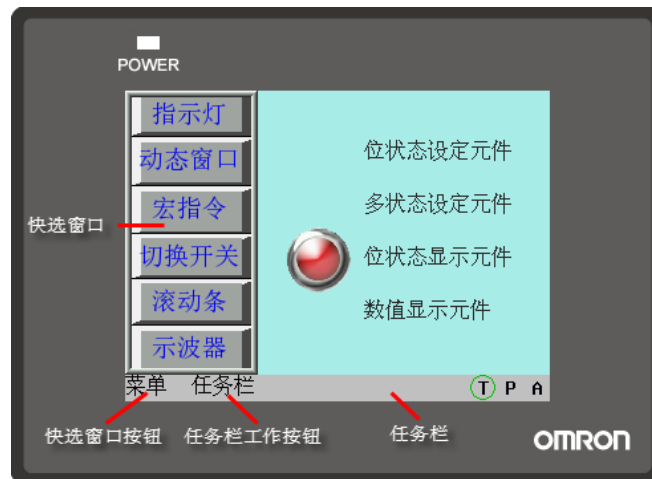 POWER
指示灯
动态窗口
宏指令
切换开关
滚动条
示波器
位状态设定元件
多状态设定元件
位状态显示元件
数值显示元件
快选窗口
菜单 任务栏 T P A
快选窗口按钮 任务栏工作按钮 任务栏
OMRON